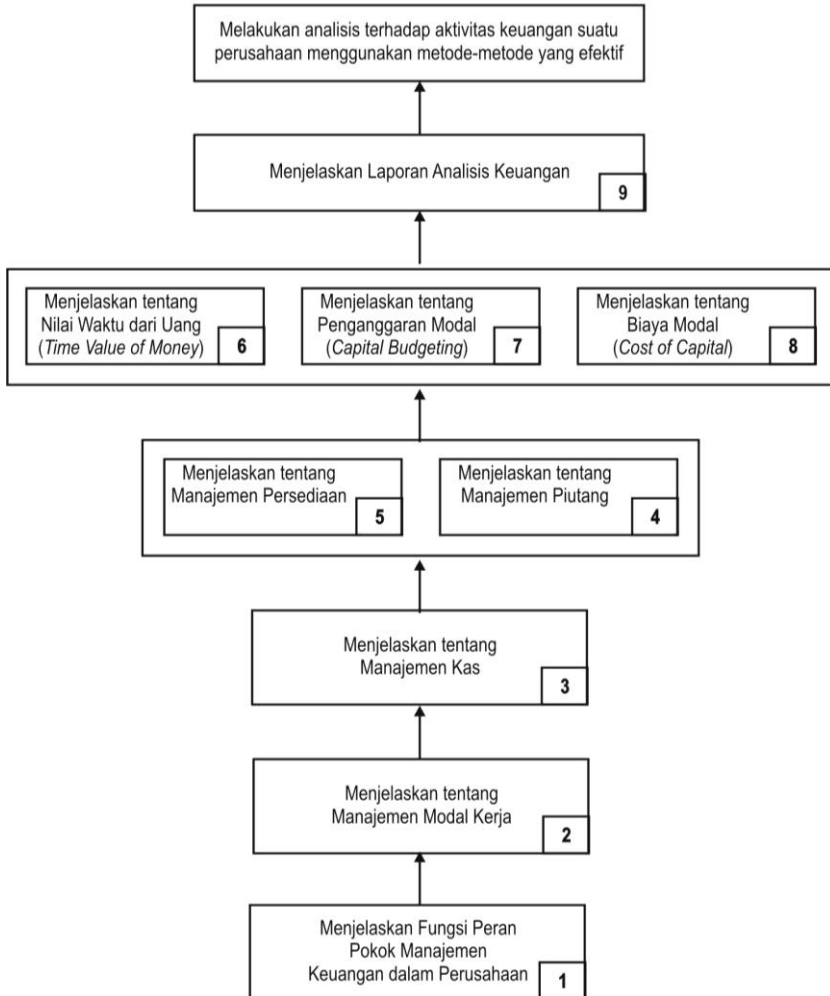 Melakukan analisis terhadap aktivitas keuangan suatu
perusahaan menggunakan metode-metode yang efektif
Menjelaskan Laporan Analisis Keuangan
9
Menjelaskan tentang
Nilai Waktu dari Uang
(Time Value of Money)
6
Menjelaskan tentang
Penganggaran Modal
(Capital Budgeting)
7
Menjelaskan tentang
Biaya Modal
(Cost of Capital)
8
Menjelaskan tentang
Manajemen Persediaan
5
Menjelaskan tentang
Manajemen Piutang
4
Menjelaskan tentang
Manajemen Kas
3
Menjelaskan tentang
Manajemen Modal Kerja
2
Menjelaskan Fungsi Peran
Pokok Manajemen
Keuangan dalam Perusahaan
1